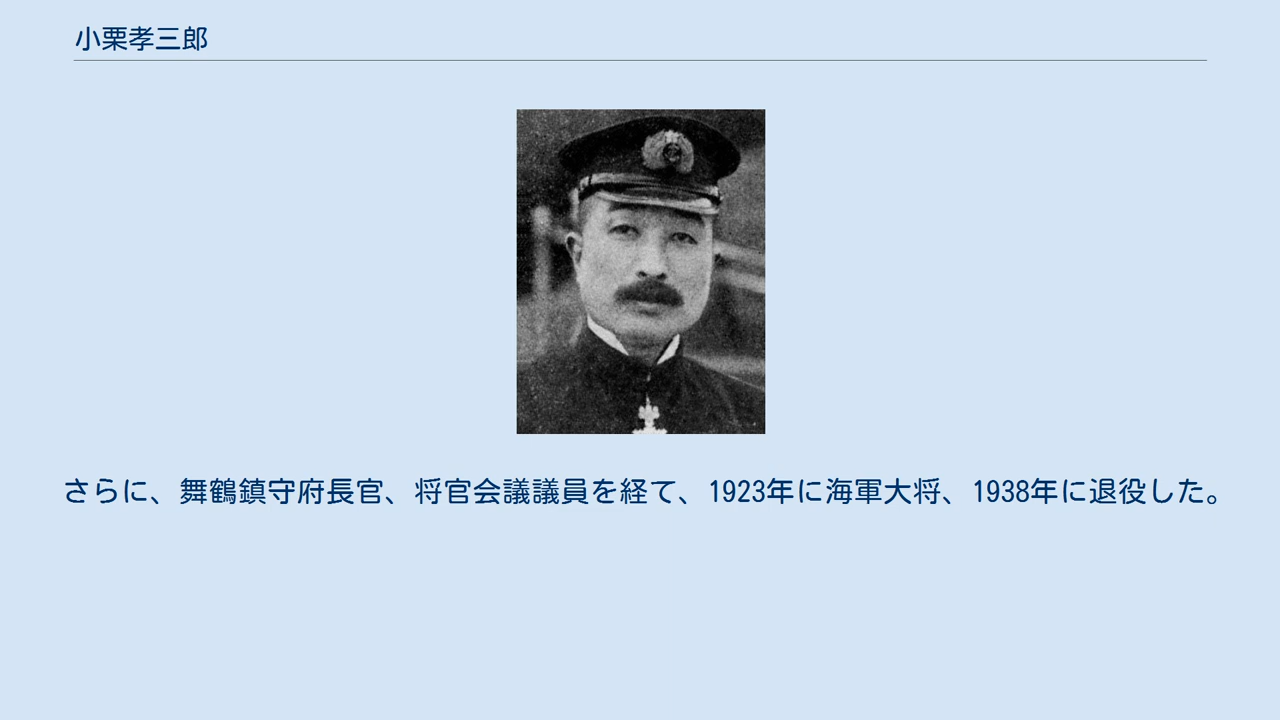 小栗孝三郎
さらに、舞鶴鎮守府長官、将官会議議員を経て、1923年に海軍大将、1938年に退役した。